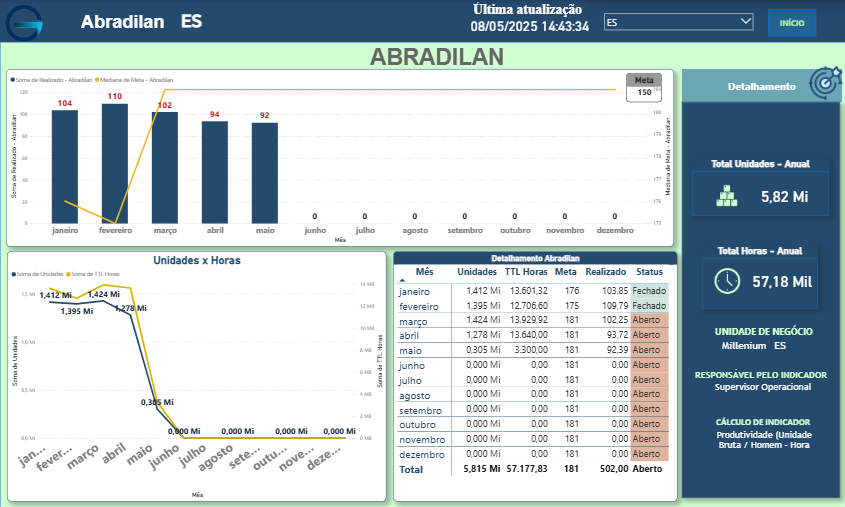 Abradilan ES
Última atualização
08/05/2025 14:43:34
ES
INÍCIO
ABRADILAN
Soma de Realizado - Abradilan Mediana de Meta - Abradilan
Meta
150
Soma de Realizado - Abradilan
120
100
80
60
40
20
0
104
110
102
94
92
0
0
0
0
0
0
0
181
180
179
178
177
176
175
Mediana de Meta - Abradilan
janeiro fevereiro março abril maio junho julho agosto setembro outubro novembro dezembro
Mês
Detalhamento
Total Unidades - Anual
5,82 Mi
Total Horas - Anual
57,18 Mil
UNIDADE DE NEGÓCIO
Millenium ES
RESPONSÁVEL PELO INDICADOR
Supervisor Operacional
CÁLCULO DE INDICADOR
Produtividade (Unidade
Bruta / Homem - Hora
Unidades x Horas
Soma de Unidades Soma de TTL Horas
Soma de Unidades
1,5 Mi
1,0 Mi
0,5 Mi
0,0 Mi
1,412 Mi
1,395 Mi
1,424 Mi
1,278 Mi
0,305 Mi
0,000 Mi
0,000 Mi
0,000 Mi
0,000 Mi
14 Mil
12 Mil
10 Mil
8 Mil
6 Mil
4 Mil
2 Mil
0 Mil
Soma de TTL Horas
jan... fever... março abril maio junho julho agosto sete... outu... nove... deze...
Mês
Detalhamento Abradilan
Mês Unidades TTL Horas Meta Realizado Status
janeiro 1,412 Mi 13.601,32 176 103,85 Fechado
fevereiro 1,395 Mi 12.706,60 175 109,79 Fechado
março 1,424 Mi 13.929,92 181 102,25 Aberto
abril 1,278 Mi 13.640,00 181 93,72 Aberto
maio 0,305 Mi 3.300,00 181 92,39 Aberto
junho 0,000 Mi 0,00 181 0,00 Aberto
julho 0,000 Mi 0,00 181 0,00 Aberto
agosto 0,000 Mi 0,00 181 0,00 Aberto
setembro 0,000 Mi 0,00 181 0,00 Aberto
outubro 0,000 Mi 0,00 181 0,00 Aberto
novembro 0,000 Mi 0,00 181 0,00 Aberto
dezembro 0,000 Mi 0,00 181 0,00 Aberto
Total 5,815 Mi 57.177,83 181 502,00 Aberto